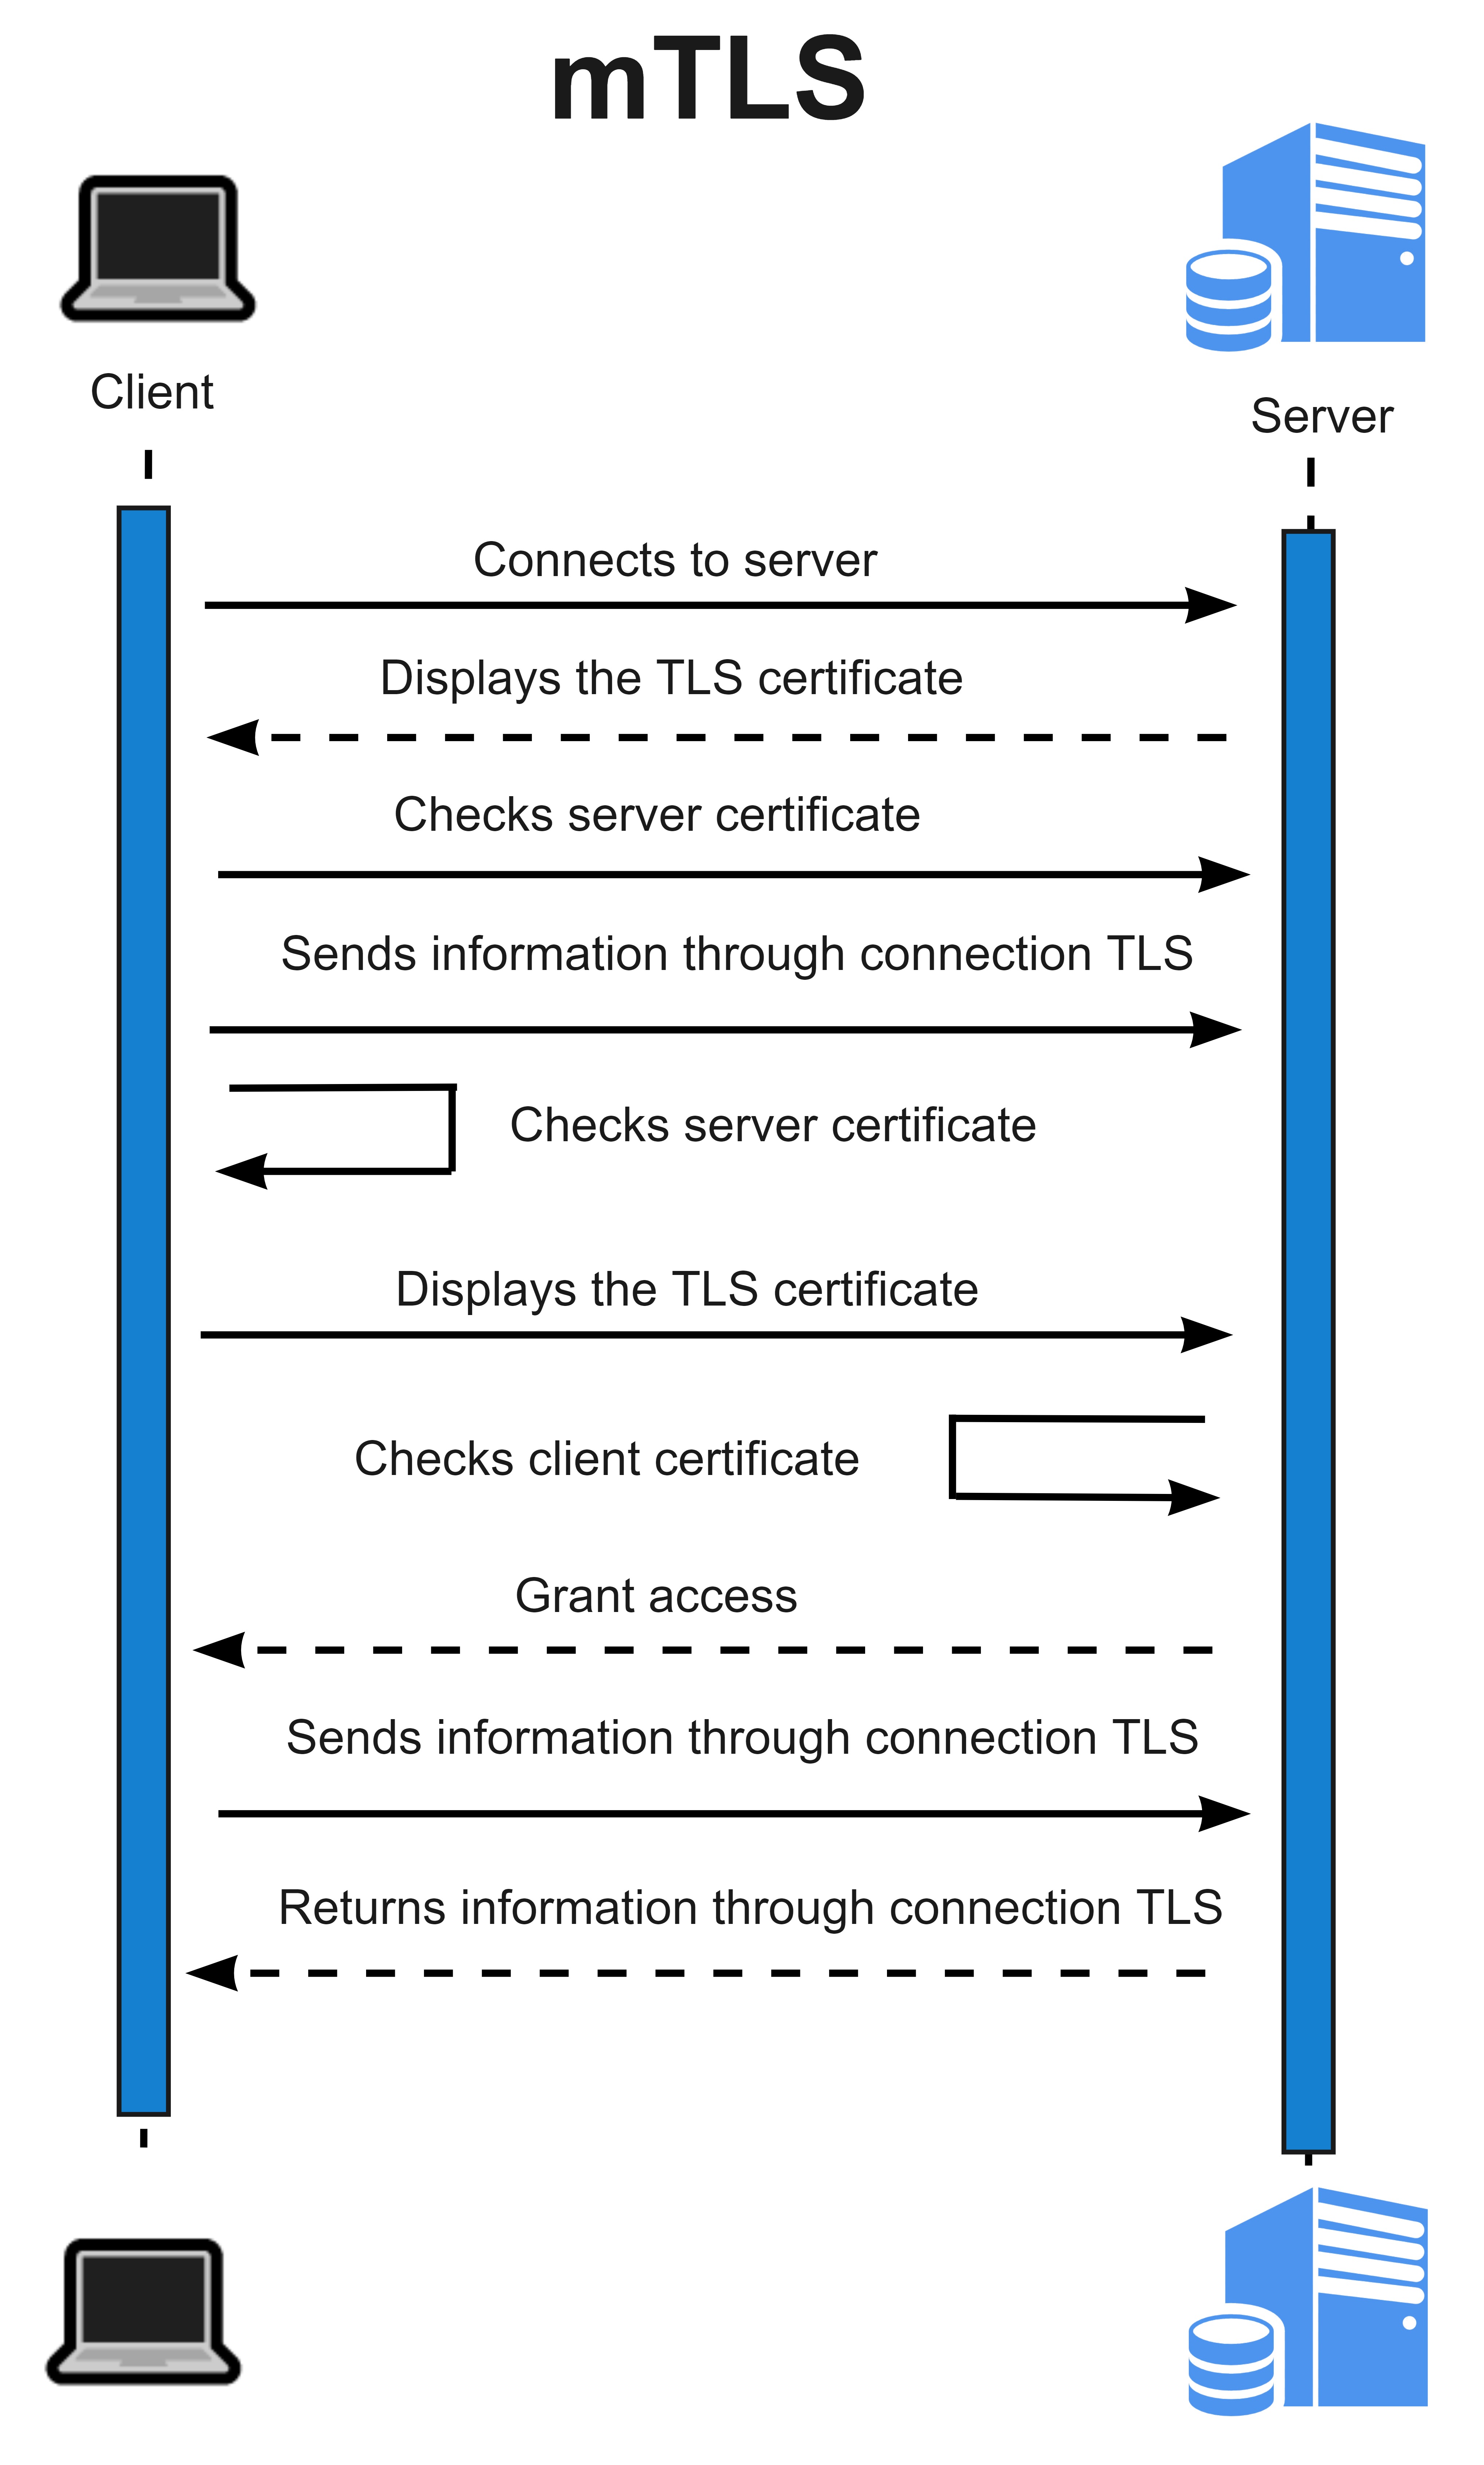 mTLS
Client
Server
Connects to server
Displays the TLS certificate
Checks server certificate
Sends information through connection TLS
Checks server certificate
Displays the TLS certificate
Checks client certificate
Grant access
Sends information through connection TLS
Returns information through connection TLS